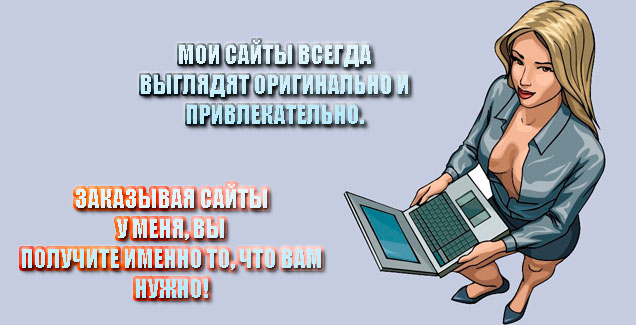 МОИ САЙТЫ ВСЕГДА
ВЫГЛЯДЯТ ОРИГИНАЛЬНО И
ПРИВЛЕКАТЕЛЬНО.
ЗАКАЗЫВАЯ САЙТЫ
У МЕНЯ, ВЫ
ПОЛУЧИТЕ ИМЕННО ТО, ЧТО ВАМ
НУЖНО!